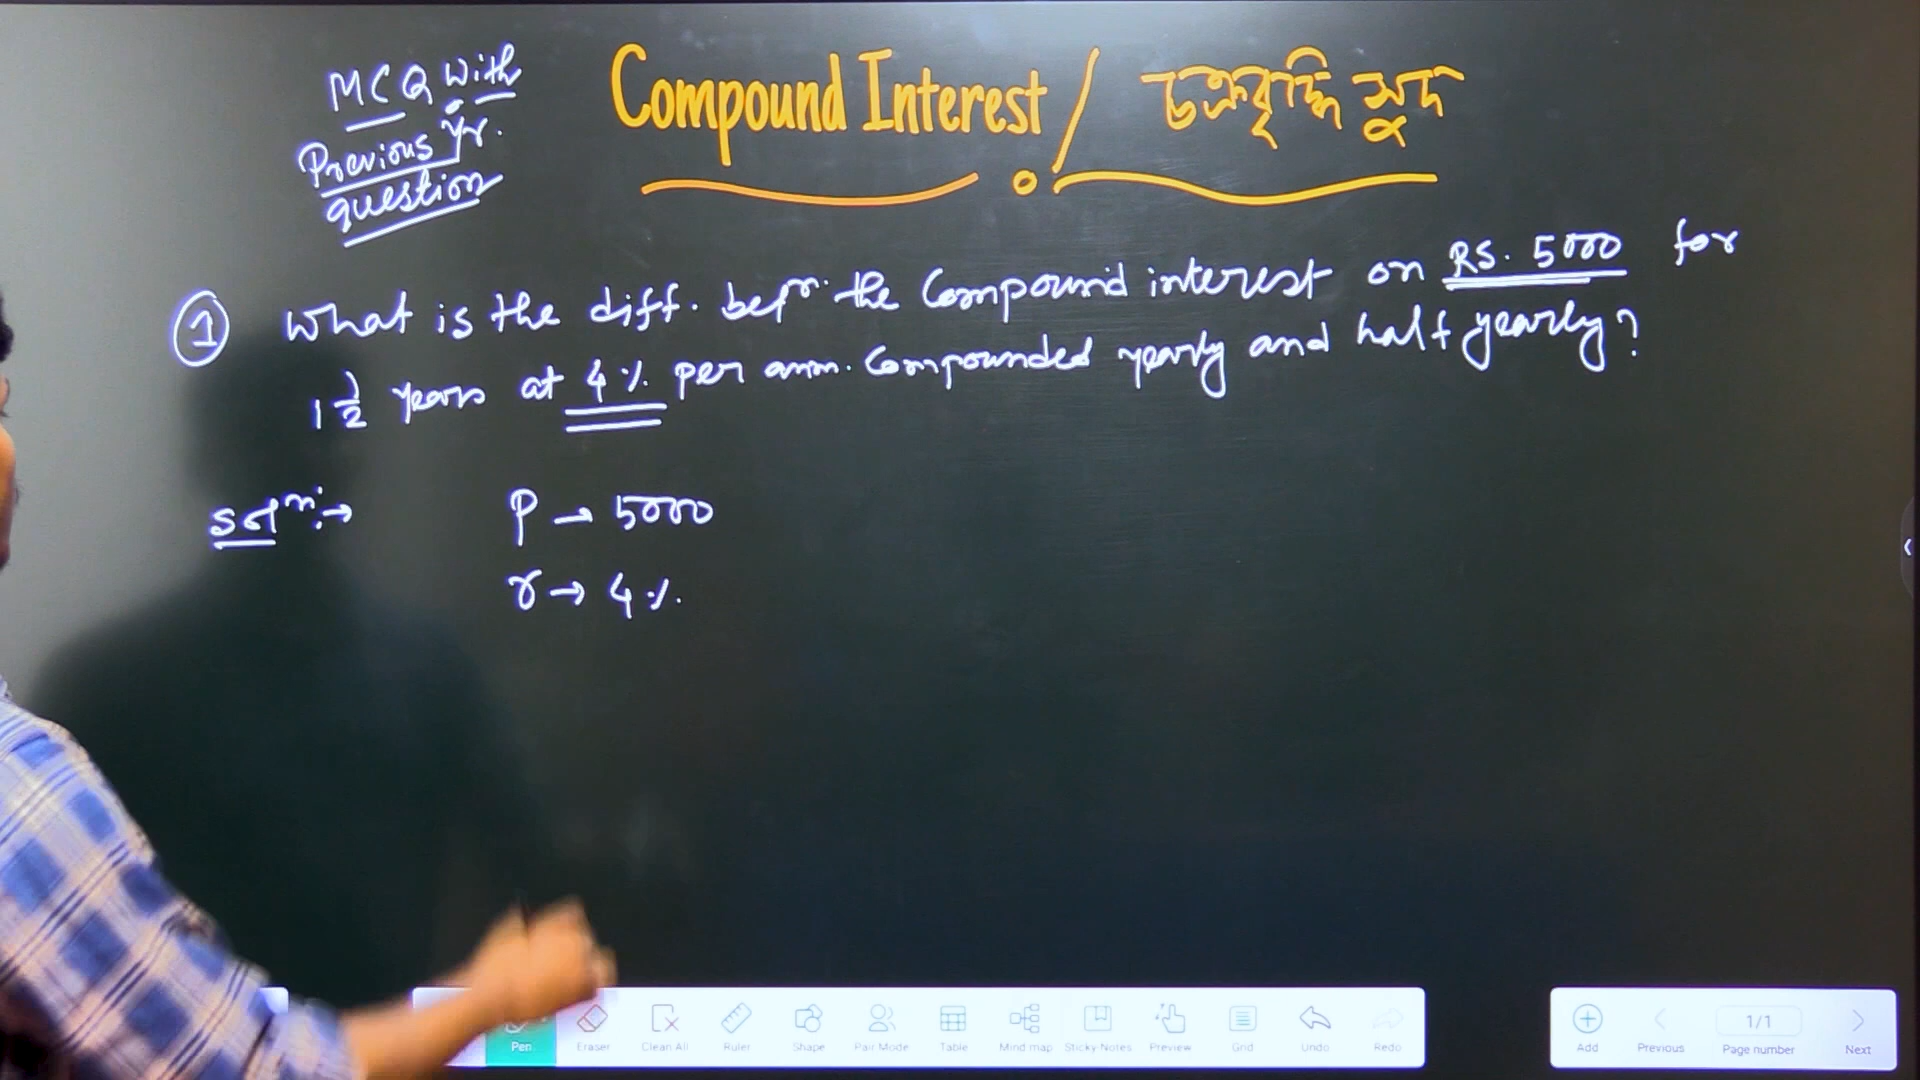 MCQ with
Previous Yr.
question
Compound Interest / চক্রবৃদ্ধি সুদ
① What is the diff. betn. the Compound interest on RS. 5000 for
1 1/2 years at 4% per annm. Compounded yearly and half yearly?
Soln:→
P → 5000
r → 4%
Pen
Eraser
Clean All
Ruler
Shape
Pair Mode
Table
Mind map
Sticky Notes
Preview
Grid
Undo
Redo
Add
Previous
1/1
Page number
Next